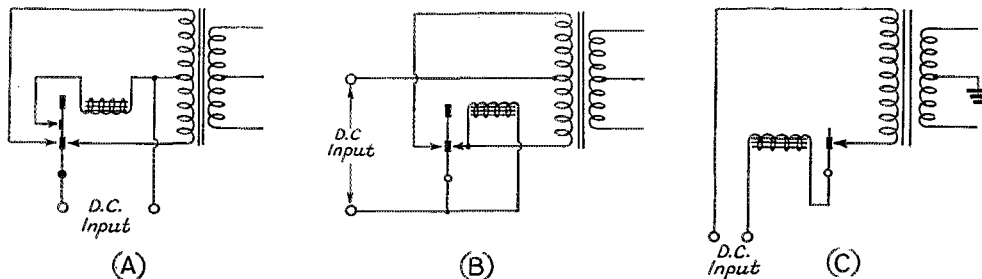 D.C.
Input
(A)
D.C
Input
(B)
D.C.
Input
(C)